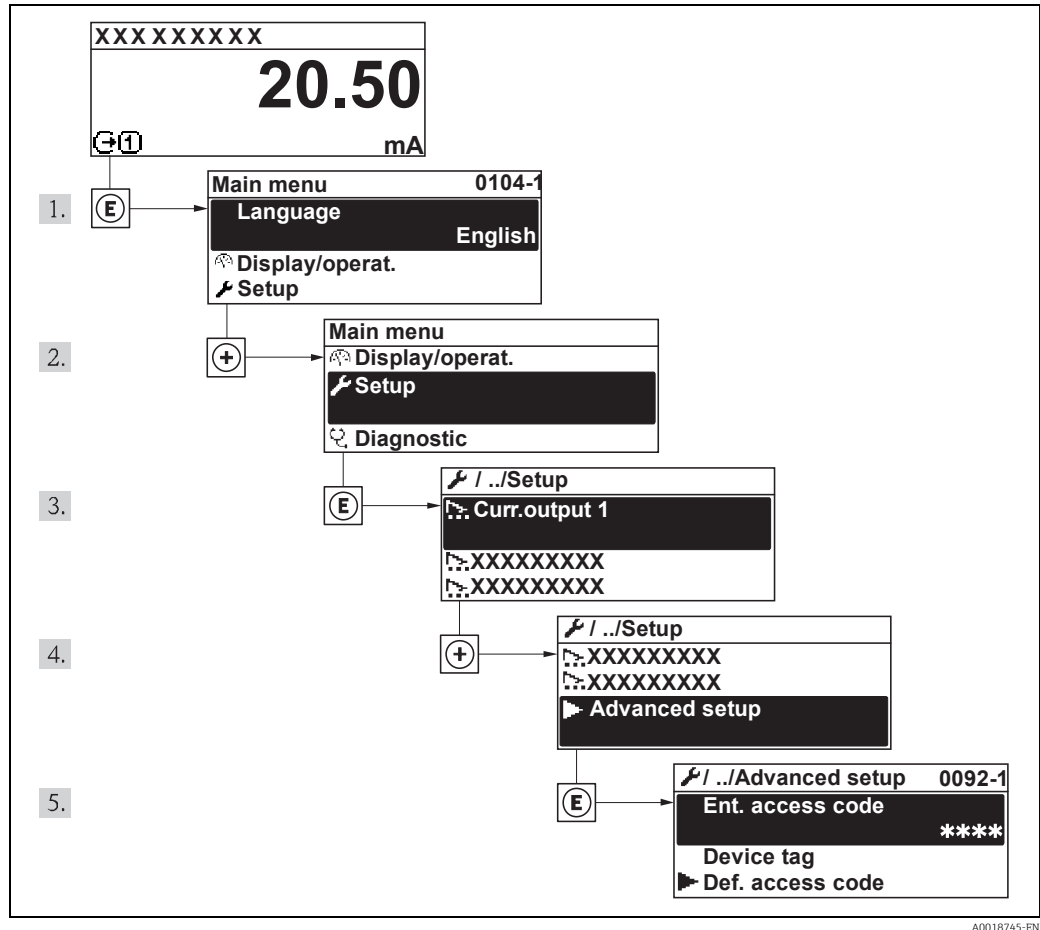 XXXXXXXXX
20.50
1
mA
1.
E
Main menu 0104-1
Language
English
Display/operat.
Setup
2.
+
Main menu
Display/operat.
Setup
Diagnostic
3.
E
/ ../Setup
Curr.output 1
XXXXXXXXX
XXXXXXXXX
4.
+
/ ../Setup
XXXXXXXXX
XXXXXXXXX
Advanced setup
5.
E
/ ../Advanced setup 0092-1
Ent. access code
****
Device tag
Def. access code
A0018745-EN